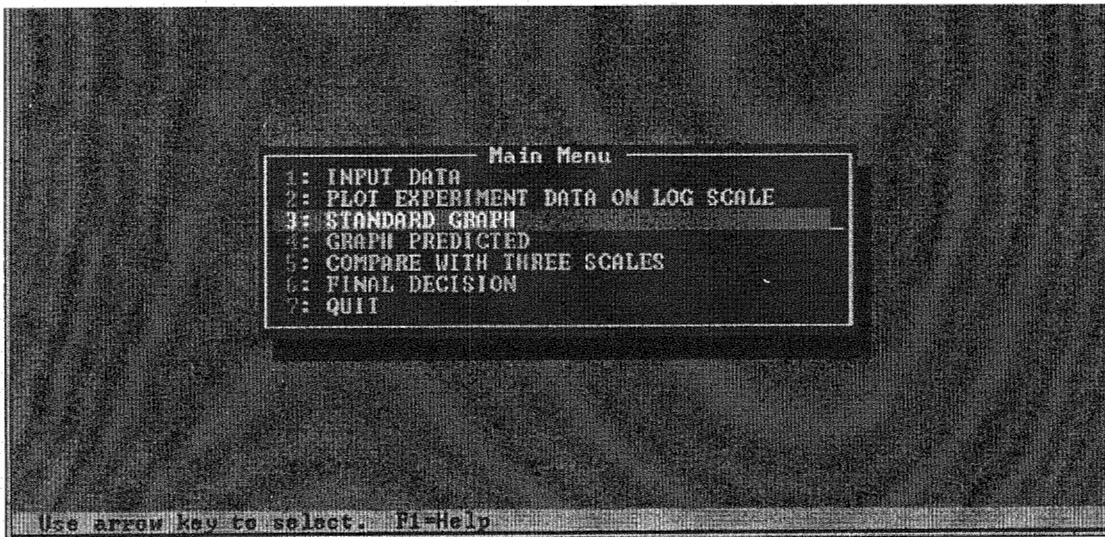 Main Menu
1: INPUT DATA
2: PLOT EXPERIMENT DATA ON LOG SCALE
3: STANDARD GRAPH
4: GRAPH PREDICTED
5: COMPARE WITH THREE SCALES
6: FINAL DECISION
7: QUIT
Use arrow key to select. F1=Help